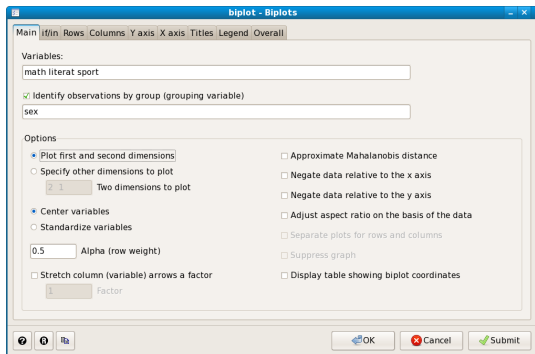 biplot - Biplots
Main if/in Rows Columns Y axis X axis Titles Legend Overall
Variables:
math literat sport
Identify observations by group (grouping variable)
sex
Options
Plot first and second dimensions
Specify other dimensions to plot
2 1 Two dimensions to plot
Center variables
Standardize variables
0.5 Alpha (row weight)
Stretch column (variable) arrows a factor
1 Factor
Approximate Mahalanobis distance
Negate data relative to the x axis
Negate data relative to the y axis
Adjust aspect ratio on the basis of the data
Separate plots for rows and columns
Suppress graph
Display table showing biplot coordinates
? R OK Cancel Submit